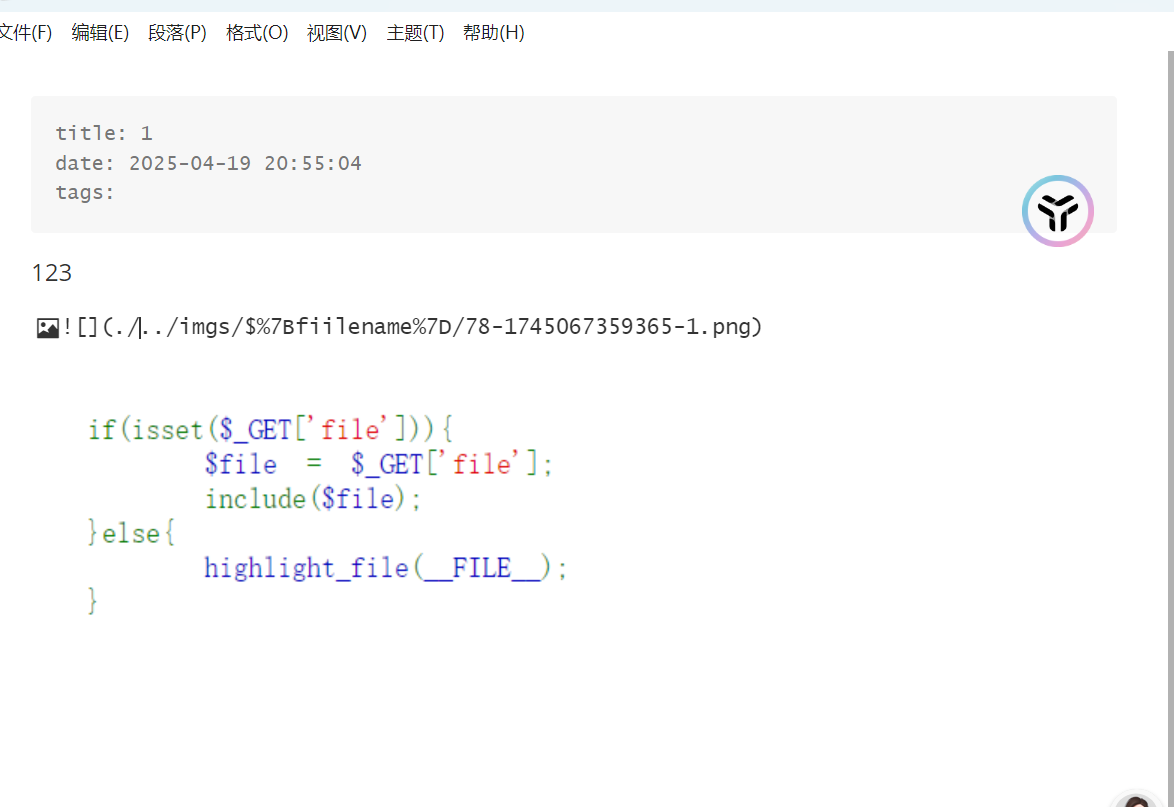 文件(F) 编辑(E) 段落(P) 格式(O) 视图(V) 主题(T) 帮助(H)
title: 1
date: 2025-04-19 20:55:04
tags:
123
![](./../imgs/$%7Bfiilename%7D/78-1745067359365-1.png)
if(isset($_GET['file'])){
$file = $_GET['file'];
include($file);
}else{
highlight_file(__FILE__);
}